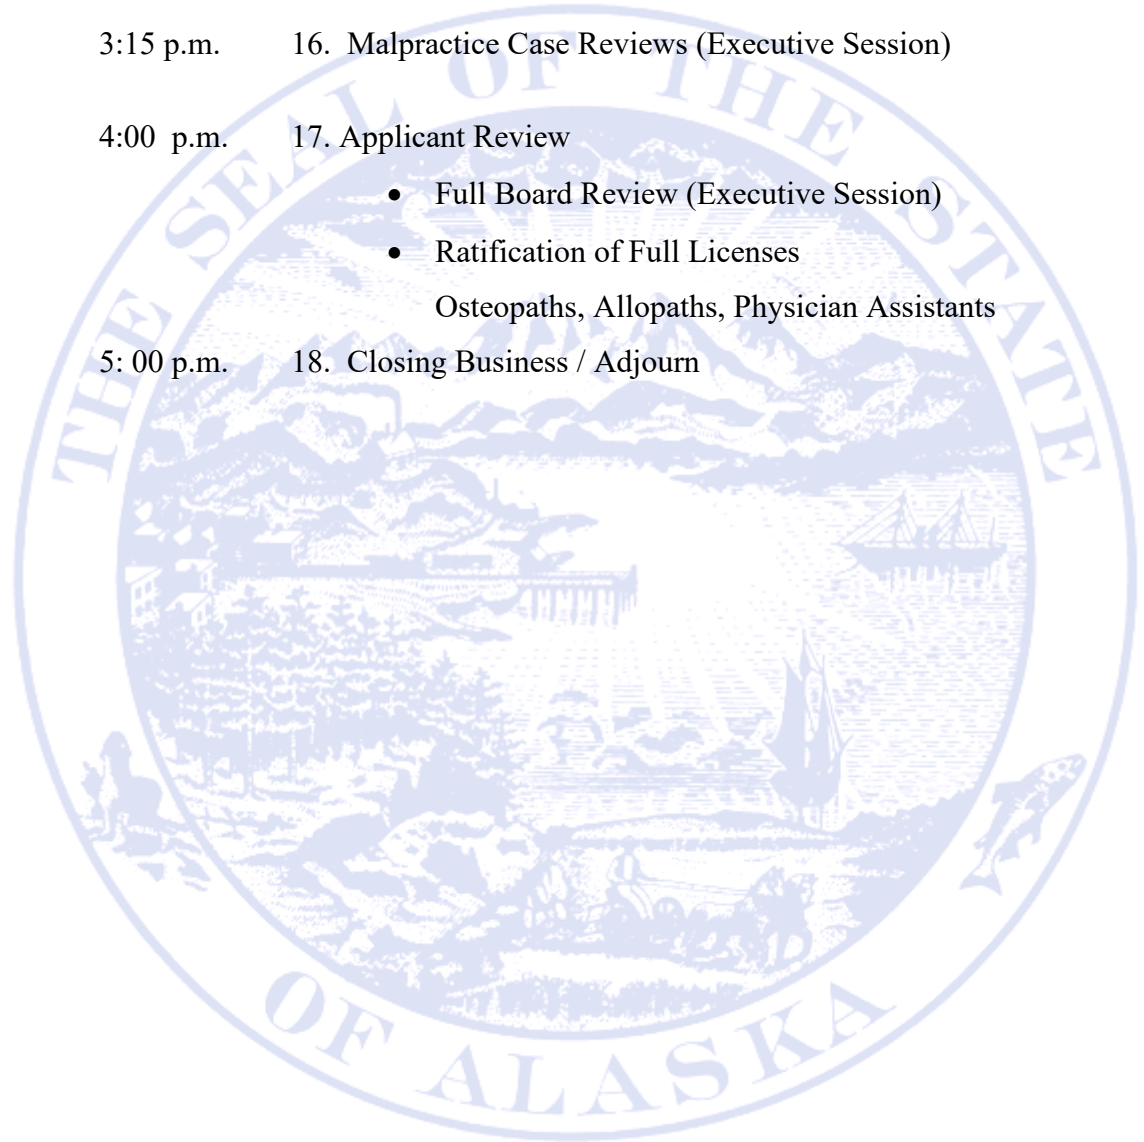 3:15 p.m. 16. Malpractice Case Reviews (Executive Session)
4:00 p.m. 17. Applicant Review
• Full Board Review (Executive Session)
• Ratification of Full Licenses
Osteopaths, Allopaths, Physician Assistants
5: 00 p.m. 18. Closing Business / Adjourn
THE SEAL OF THE STATE
OF ALASKA